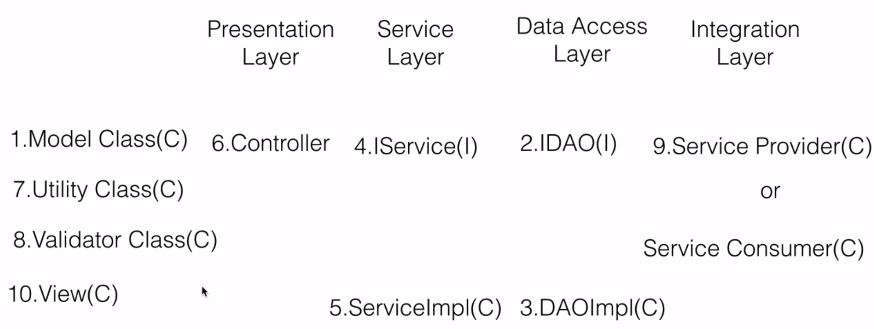 Presentation Layer
Service Layer
Data Access Layer
Integration Layer
1.Model Class(C)
6.Controller
4.IService(I)
2.IDAO(I)
9.Service Provider(C)
7.Utility Class(C)
or
8.Validator Class(C)
Service Consumer(C)
10.View(C)
5.ServiceImpl(C)
3.DAOImpl(C)